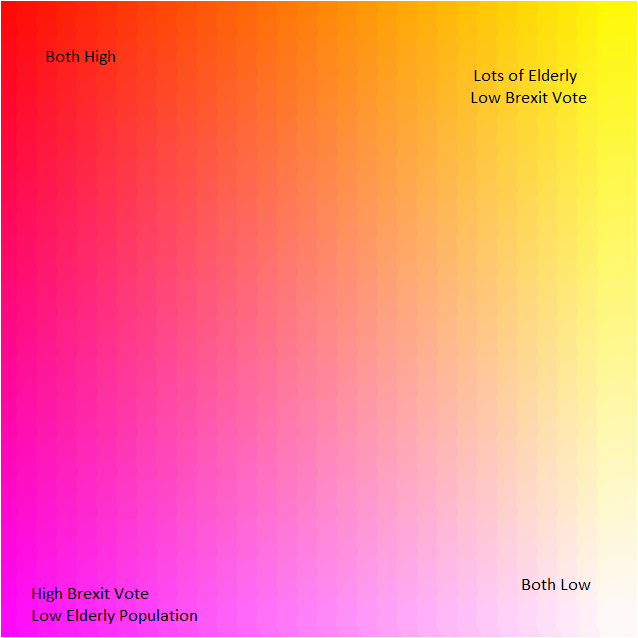 Both High
Lots of Elderly
Low Brexit Vote
High Brexit Vote
Low Elderly Population
Both Low